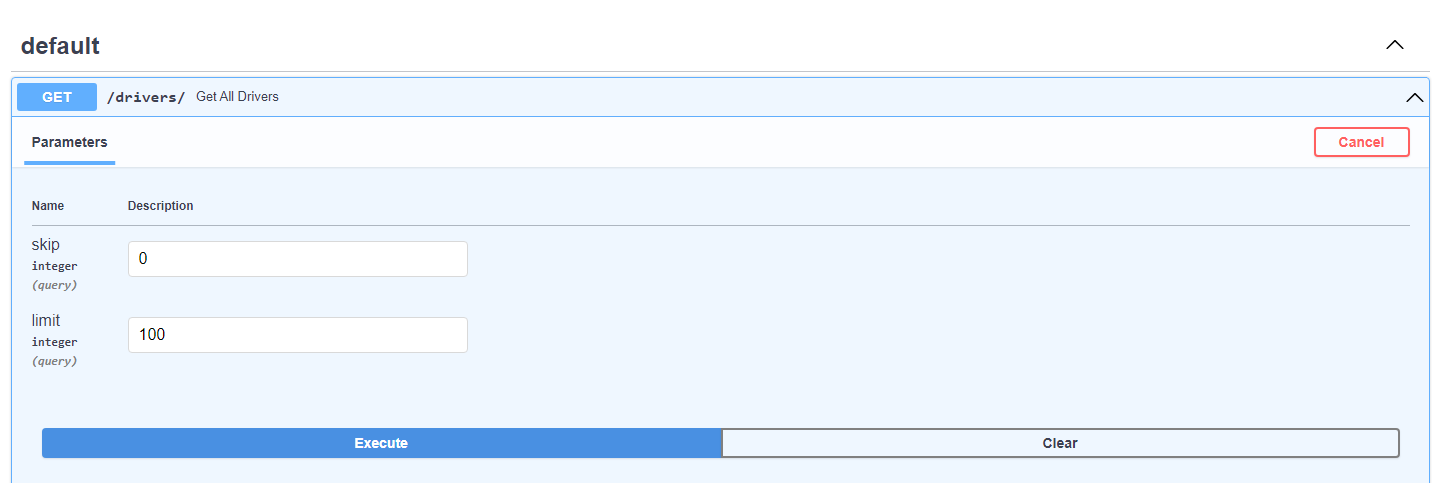 default
GET /drivers/ Get All Drivers
Parameters Cancel
Name Description
skip
integer
(query)
0
limit
integer
(query)
100
Execute Clear